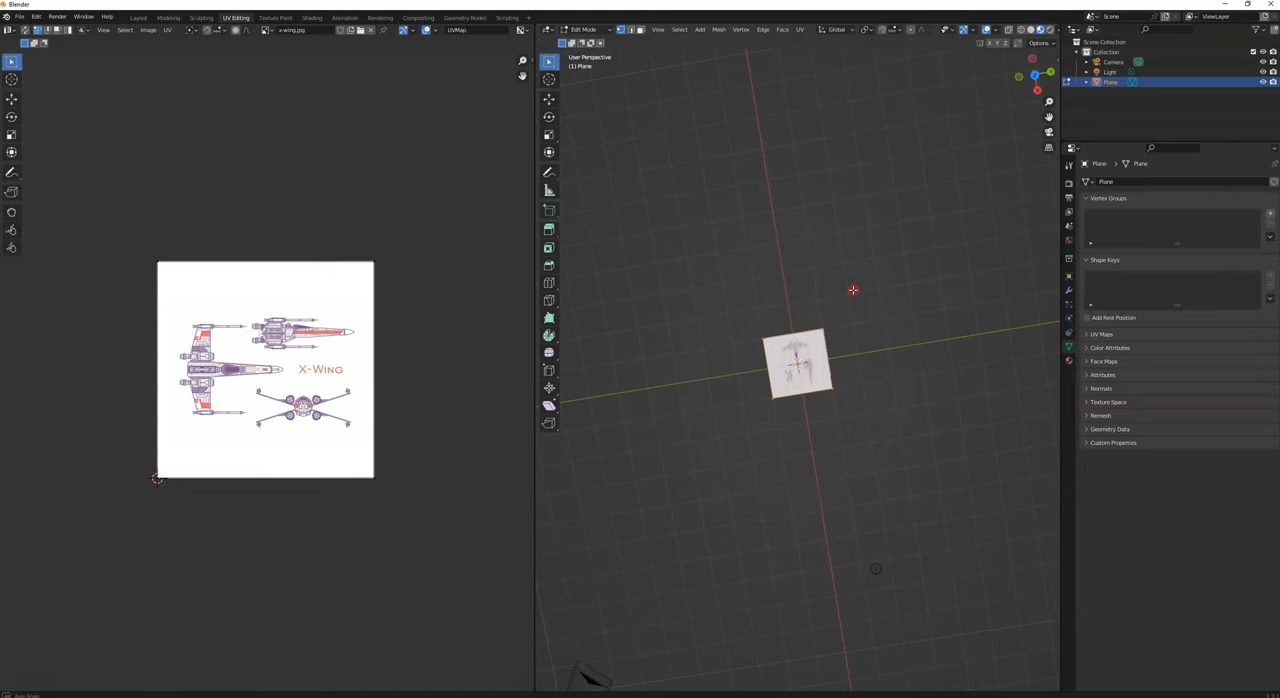 Blender
File Edit Render Window Help Layout Modeling Sculpting UV Editing Texture Paint Shading Animation Rendering Compositing Geometry Nodes Scripting +
Scene ViewLayer
View Select Image UV x-wing.jpg UVMap
Edit Mode View Select Add Mesh Vertex Edge Face UV Global
X Y Z Options
User Perspective
(1) Plane
Scene Collection
Collection
Camera
Light
Plane
Plane Plane
Plane
Vertex Groups
Shape Keys
Add Rest Position
UV Maps
Color Attributes
Face Maps
Attributes
Normals
Texture Space
Remesh
Geometry Data
Custom Properties
X-Wing
Axis Snap